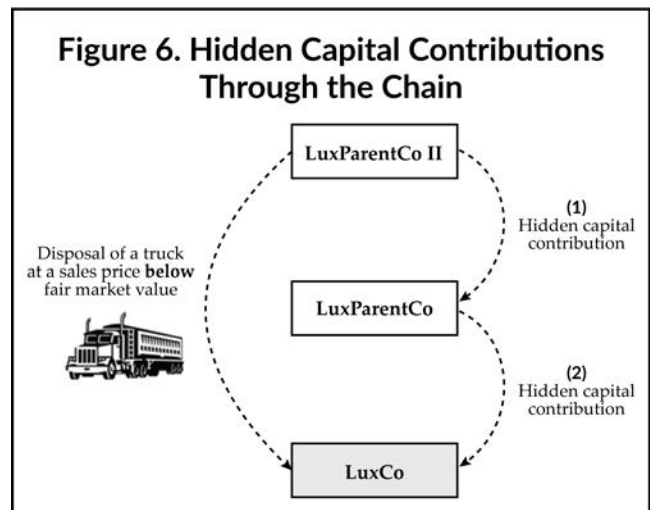 Figure 6. Hidden Capital Contributions
Through the Chain
LuxParentCo II
(1)
Hidden capital
contribution
Disposal of a truck
at a sales price below
fair market value
LuxParentCo
(2)
Hidden capital
contribution
LuxCo